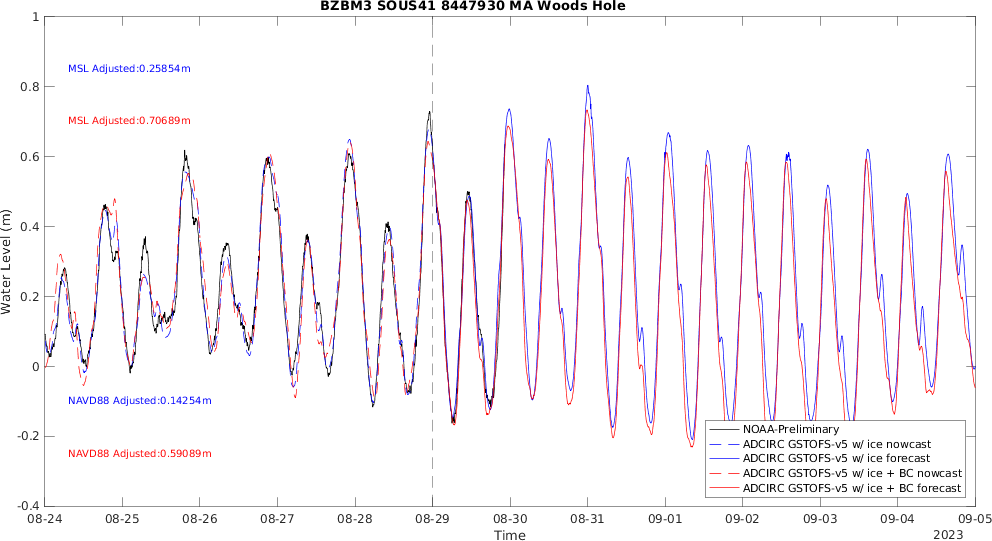 BZBM3 SOUS41 8447930 MA Woods Hole
Water Level (m)
1
0.8
0.6
0.4
0.2
0
-0.2
-0.4
MSL Adjusted:0.25854m
MSL Adjusted:0.70689m
NAVD88 Adjusted:0.14254m
NAVD88 Adjusted:0.59089m
NOAA-Preliminary
ADCIRC GSTOFS-v5 w/ ice nowcast
ADCIRC GSTOFS-v5 w/ ice forecast
ADCIRC GSTOFS-v5 w/ ice + BC nowcast
ADCIRC GSTOFS-v5 w/ ice + BC forecast
08-24 08-25 08-26 08-27 08-28 08-29 08-30 08-31 09-01 09-02 09-03 09-04 09-05
Time
2023